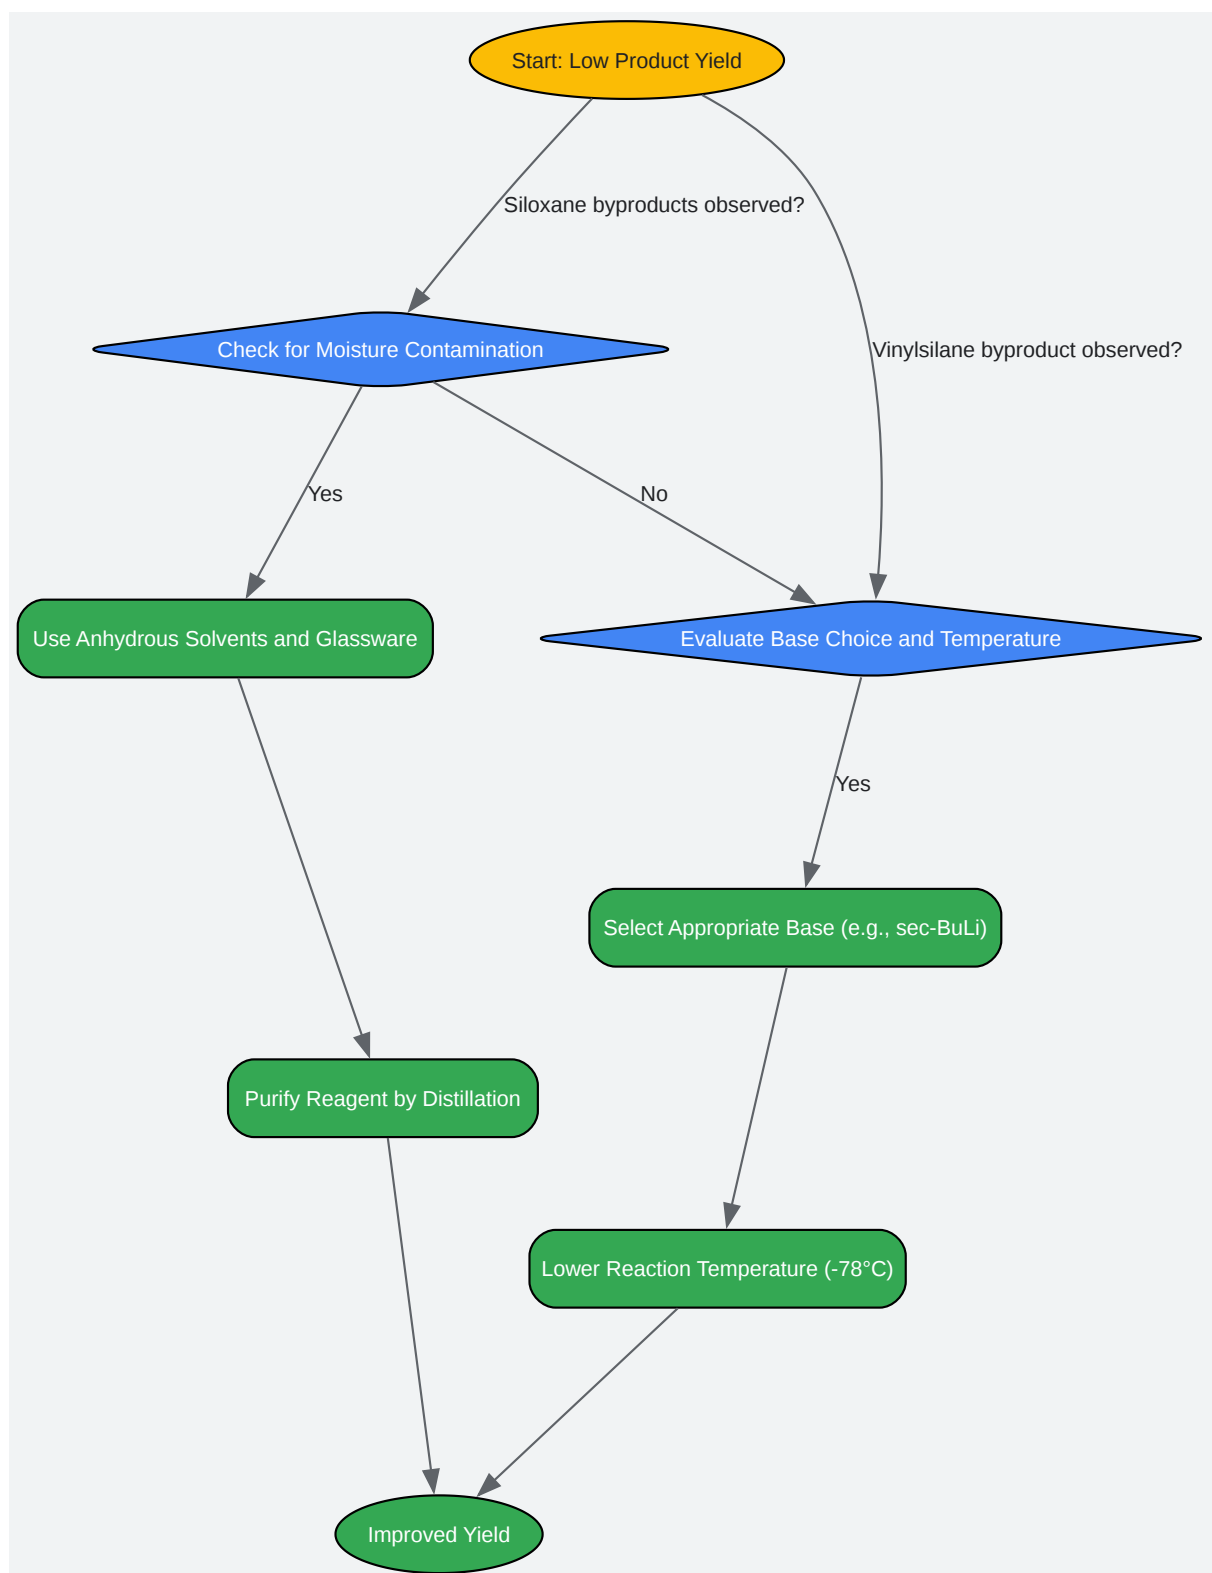 Start: Low Product Yield
Siloxane byproducts observed?
Check for Moisture Contamination
Vinylsilane byproduct observed?
Yes
No
Use Anhydrous Solvents and Glassware
Evaluate Base Choice and Temperature
Yes
Select Appropriate Base (e.g., sec-BuLi)
Purify Reagent by Distillation
Lower Reaction Temperature (-78°C)
Improved Yield